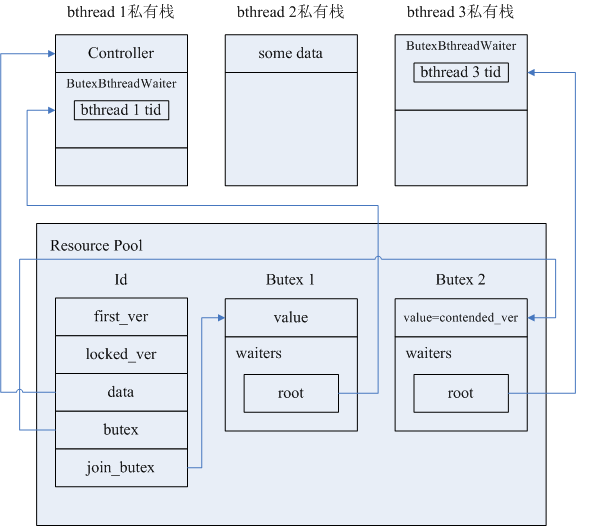 bthread 1私有栈
bthread 2私有栈
bthread 3私有栈
Controller
ButexBthreadWaiter
bthread 1 tid
some data
ButexBthreadWaiter
bthread 3 tid
Resource Pool
Id
Butex 1
Butex 2
first_ver
locked_ver
data
butex
join_butex
value
waiters
root
value=contended_ver
waiters
root